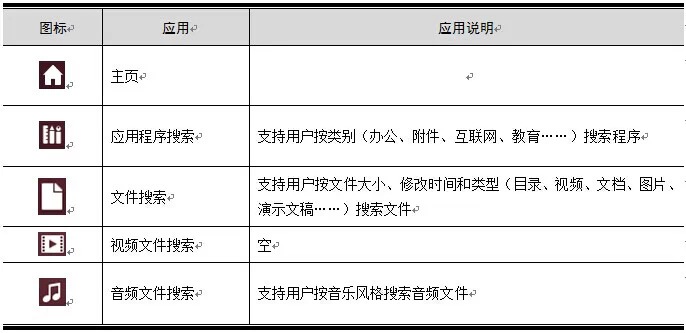 图标 应用 应用说明
主页
应用程序搜索 支持用户按类别（办公、附件、互联网、教育……）搜索程序
文件搜索 支持用户按文件大小、修改时间和类型（目录、视频、文档、图片、
演示文稿……）搜索文件
视频文件搜索 空
音频文件搜索 支持用户按音乐风格搜索音频文件